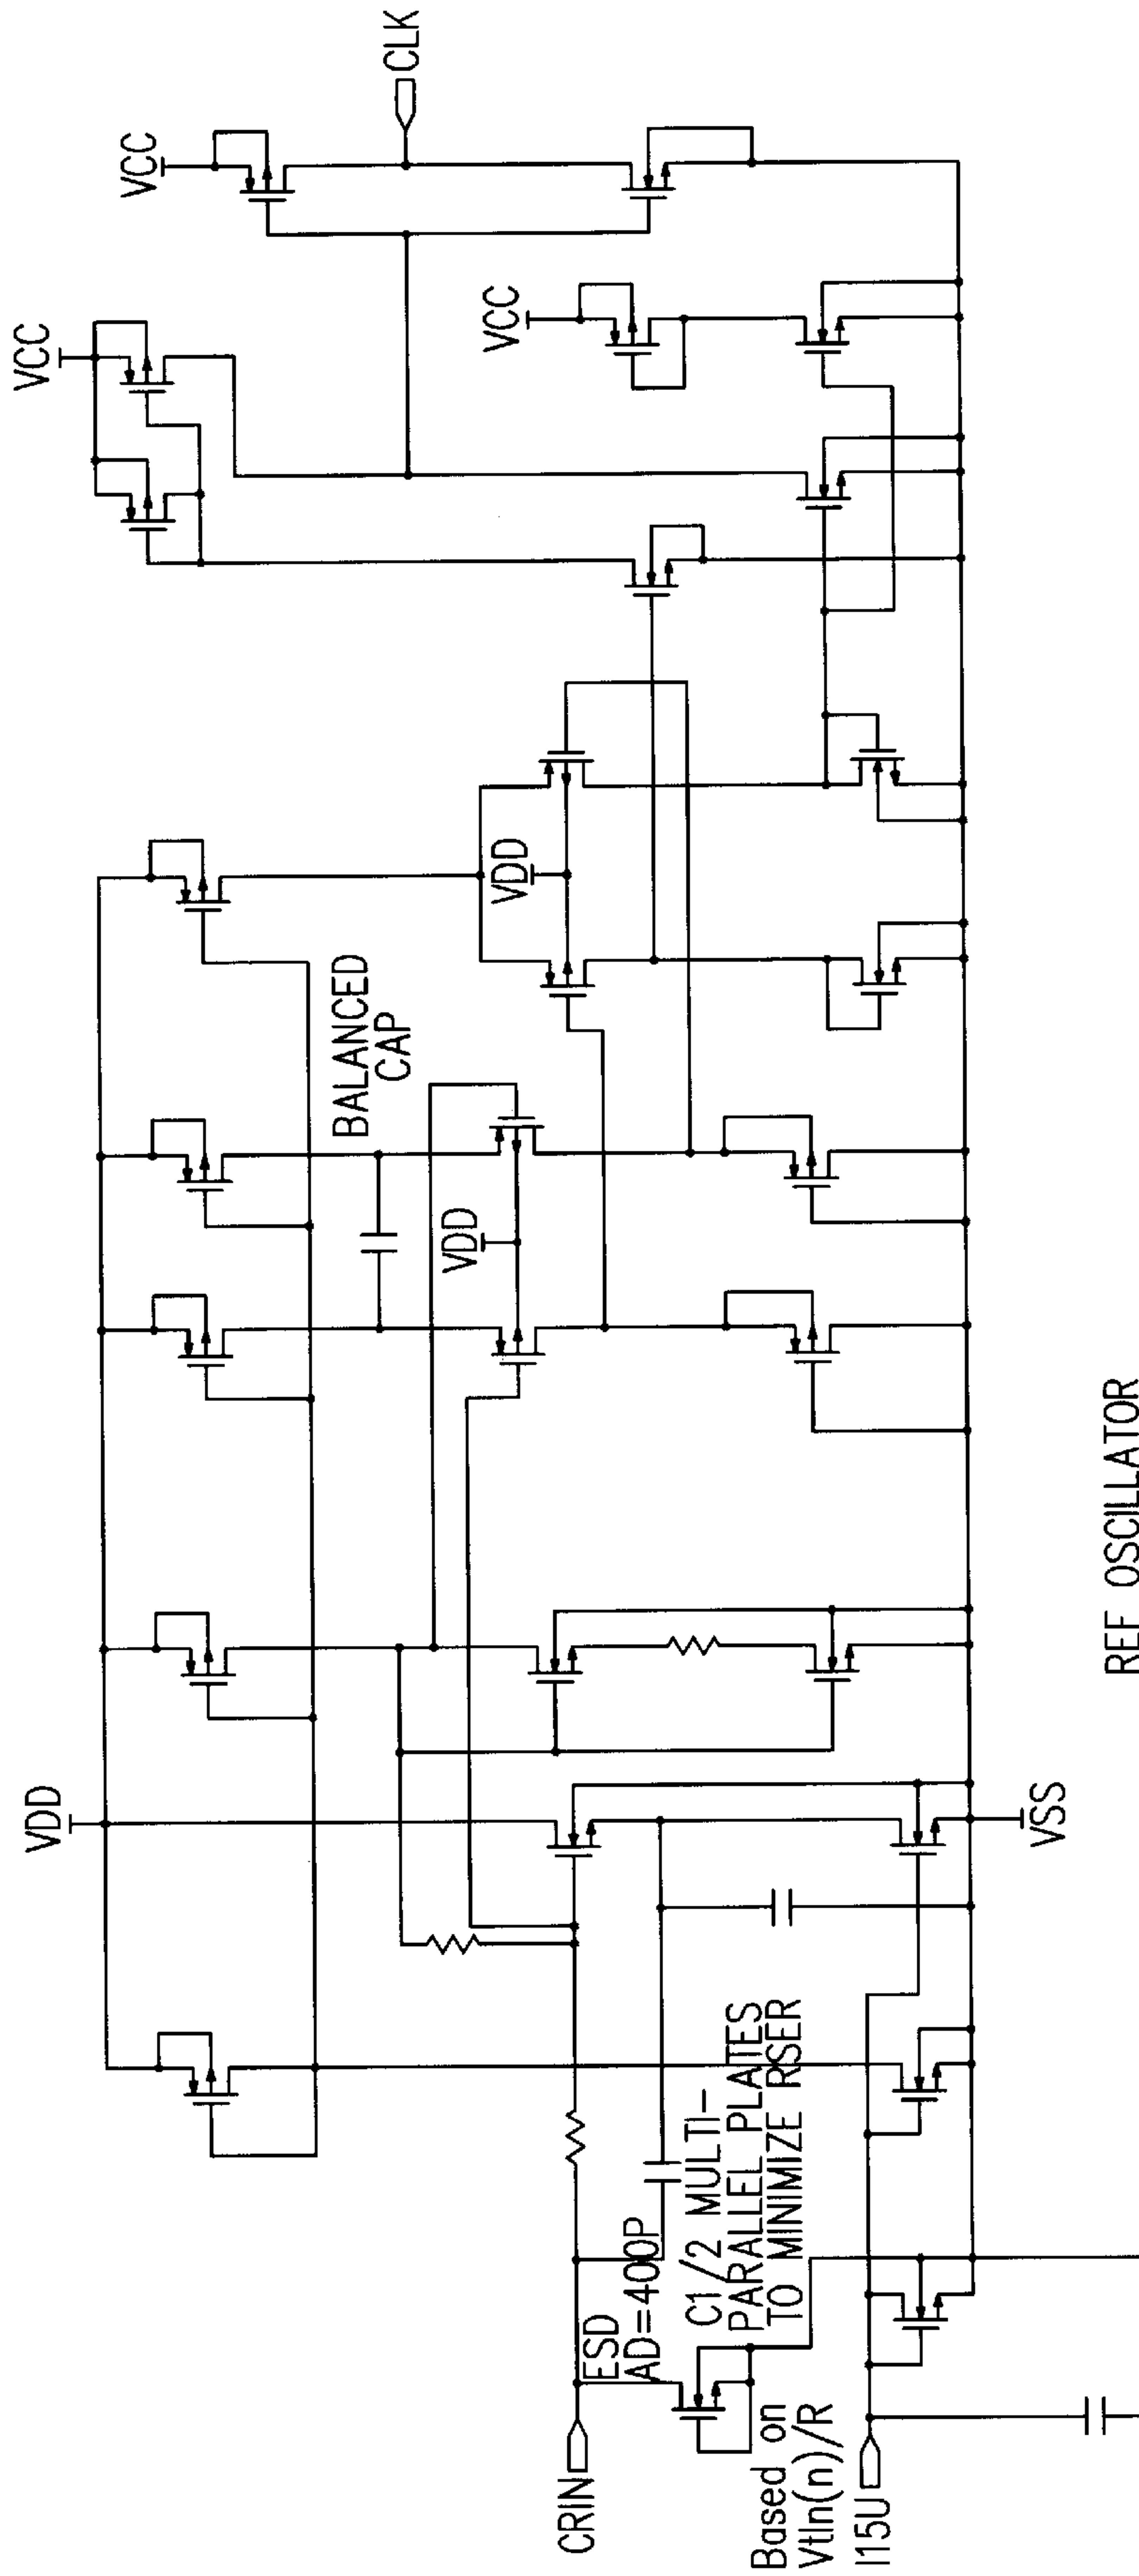 VCC
VCC
CLK
VCC
VDD
BALANCED
CAP
VDD
VDD
VSS
CRIN
ESD
AD=400P
C1/2 MULTI-
PARALLEL PLATES
TO MINIMIZE RSER
Based on
Vtln(n)/R
I15U
REF OSCILLATOR